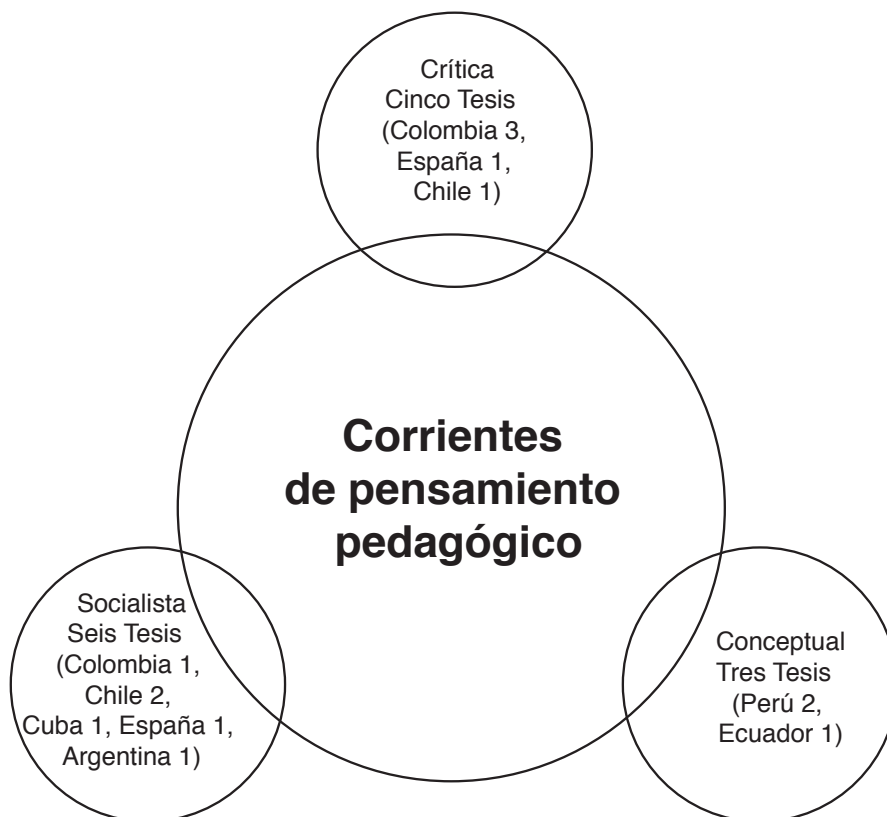 Crítica
Cinco Tesis
(Colombia 3,
España 1,
Chile 1)
Corrientes
de pensamiento
pedagógico
Socialista
Seis Tesis
(Colombia 1,
Chile 2,
Cuba 1, España 1,
Argentina 1)
Conceptual
Tres Tesis
(Perú 2,
Ecuador 1)